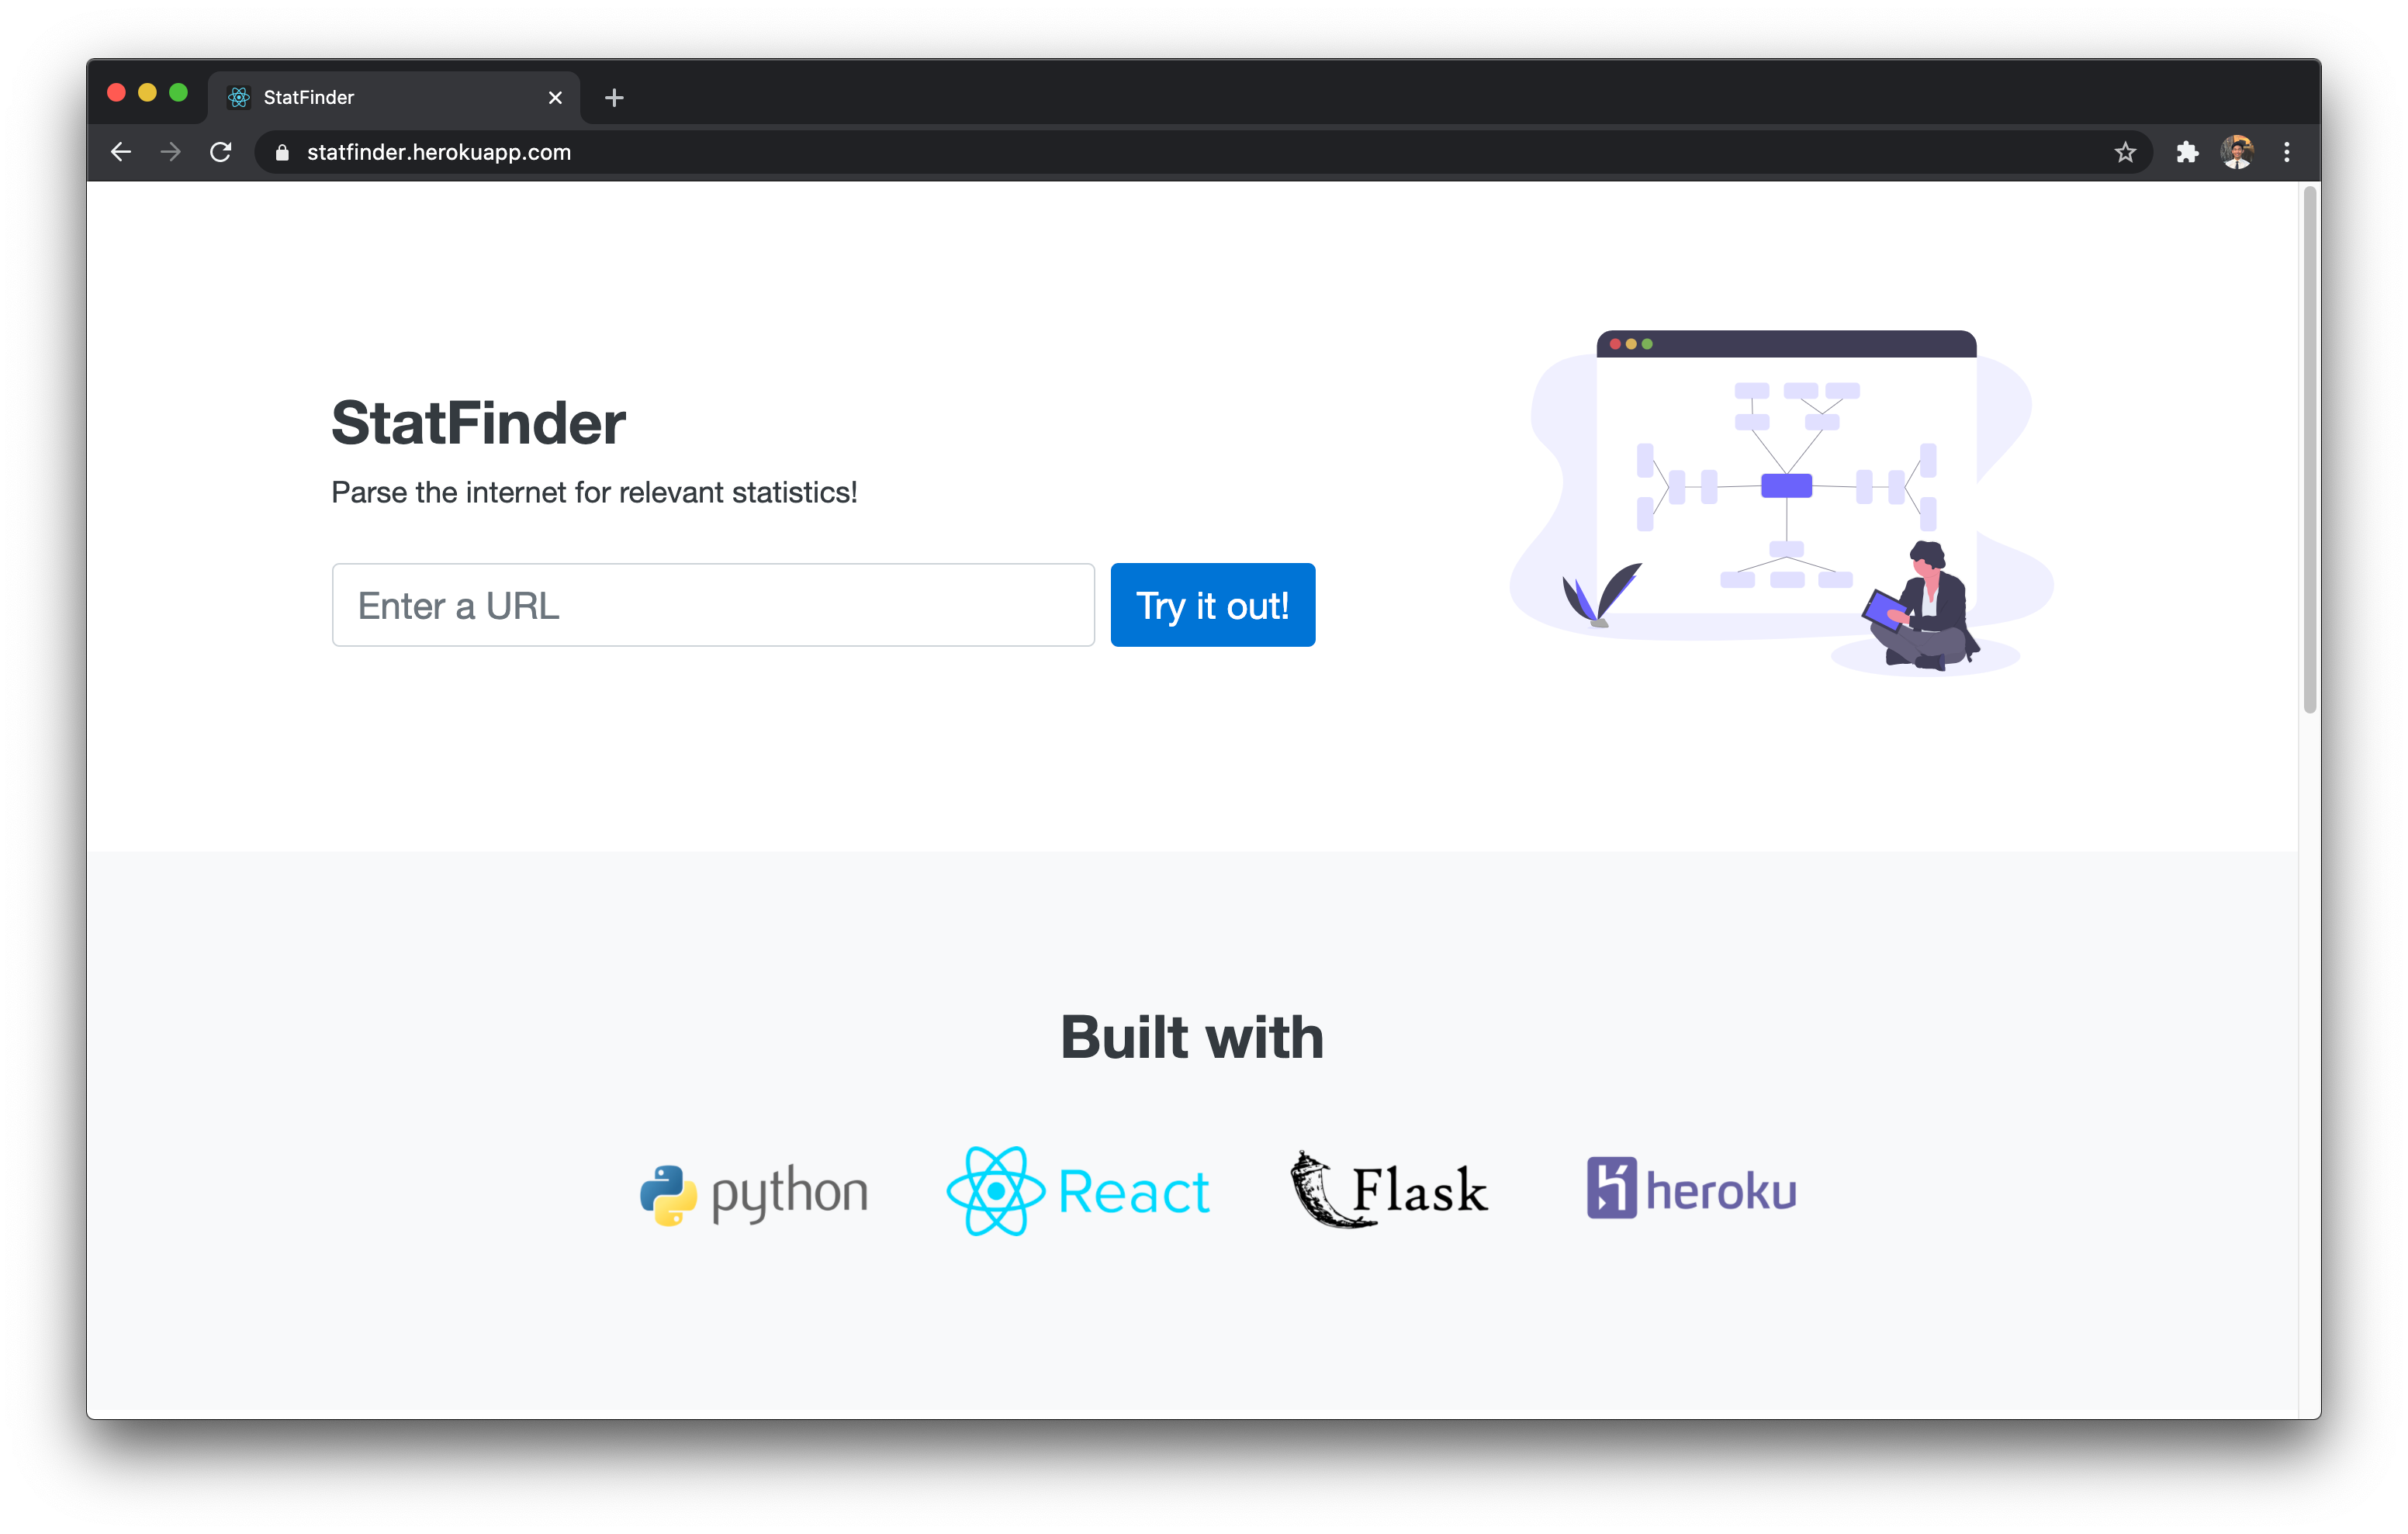 StatFinder
statfinder.herokuapp.com
StatFinder
Parse the internet for relevant statistics!
Enter a URL
Try it out!
Built with
python
React
Flask
heroku